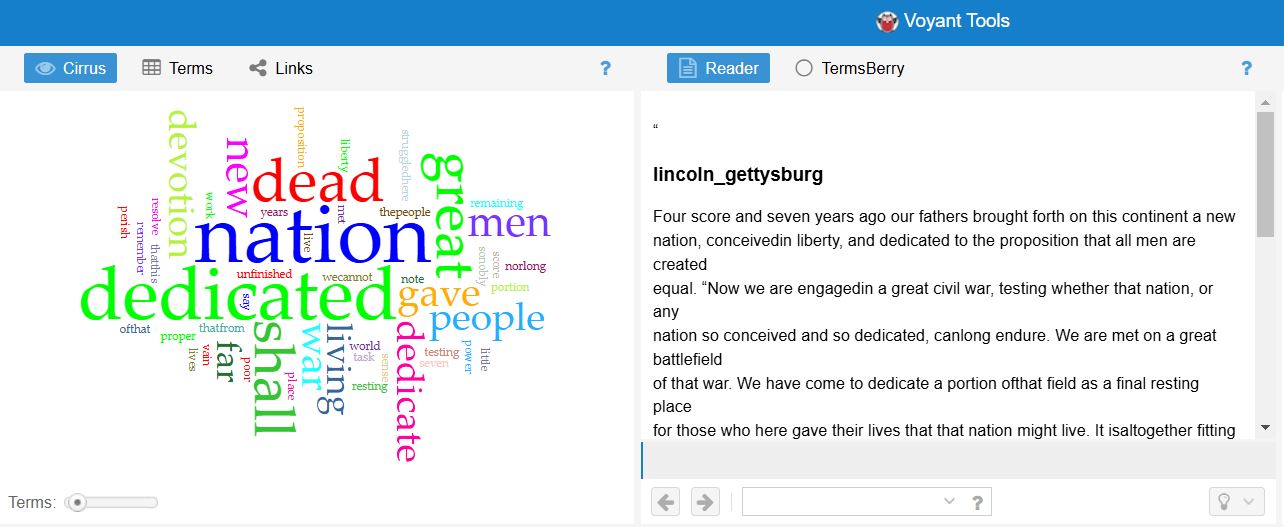 Voyant Tools
Cirrus
Terms
Links
?
Reader
TermsBerry
?
devotion
new
proposition
liberty
struggledhere
dead
great
remaining
men
perish
resolve
remember
thatthis
work
years
met
thepeople
nation
live
sonobly
score
norlong
unfinished
wecannot
note
portion
dedicated
say
gave
people
ofthat
proper
thatfrom
lives
vain
far
poor
shall
place
war
living
world
task
sense
resting
dedicate
testing
seven
power
little
Terms:
“
lincoln_gettysburg
Four score and seven years ago our fathers brought forth on this continent a new
nation, conceivedin liberty, and dedicated to the proposition that all men are
created
equal. “Now we are engagedin a great civil war, testing whether that nation, or
any
nation so conceived and so dedicated, canlong endure. We are met on a great
battlefield
of that war. We have come to dedicate a portion ofthat field as a final resting
place
for those who here gave their lives that that nation might live. It isaltogether fitting
?